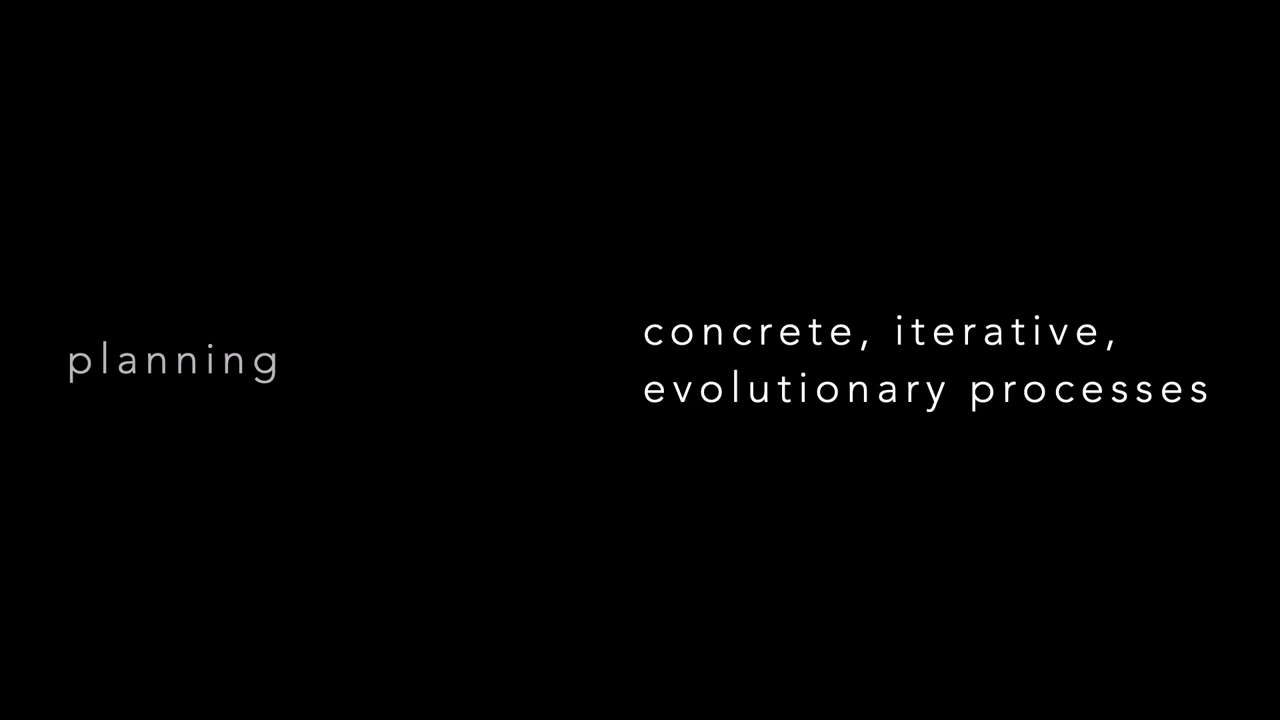 planning
concrete, iterative,
evolutionary processes